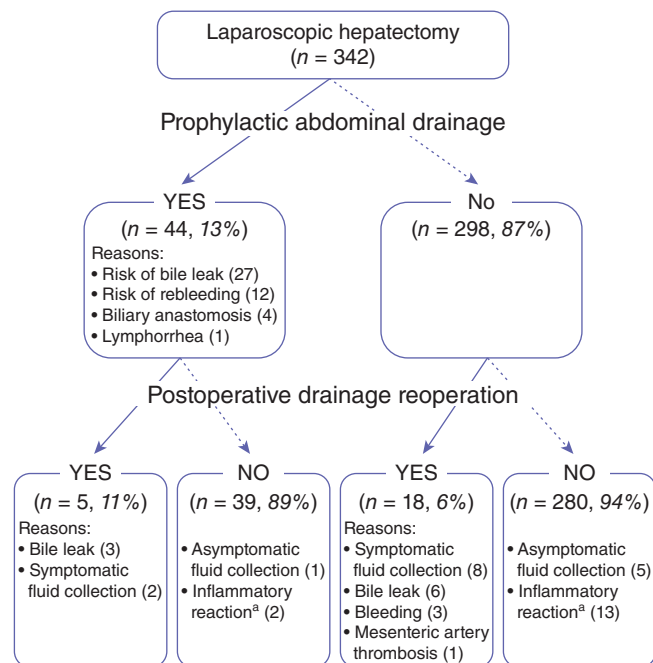 Laparoscopic hepatectomy
(n = 342)
Prophylactic abdominal drainage
YES
(n = 44, 13%)
Reasons:
• Risk of bile leak (27)
• Risk of rebleeding (12)
• Biliary anastomosis (4)
• Lymphorrhea (1)
No
(n = 298, 87%)
Postoperative drainage reoperation
YES
(n = 5, 11%)
Reasons:
• Bile leak (3)
• Symptomatic
fluid collection (2)
NO
(n = 39, 89%)
• Asymptomatic
fluid collection (1)
• Inflammatory
reactionᵃ (2)
YES
(n = 18, 6%)
Reasons:
• Symptomatic
fluid collection (8)
• Bile leak (6)
• Bleeding (3)
• Mesenteric artery
thrombosis (1)
NO
(n = 280, 94%)
• Asymptomatic
fluid collection (5)
• Inflammatory
reactionᵃ (13)